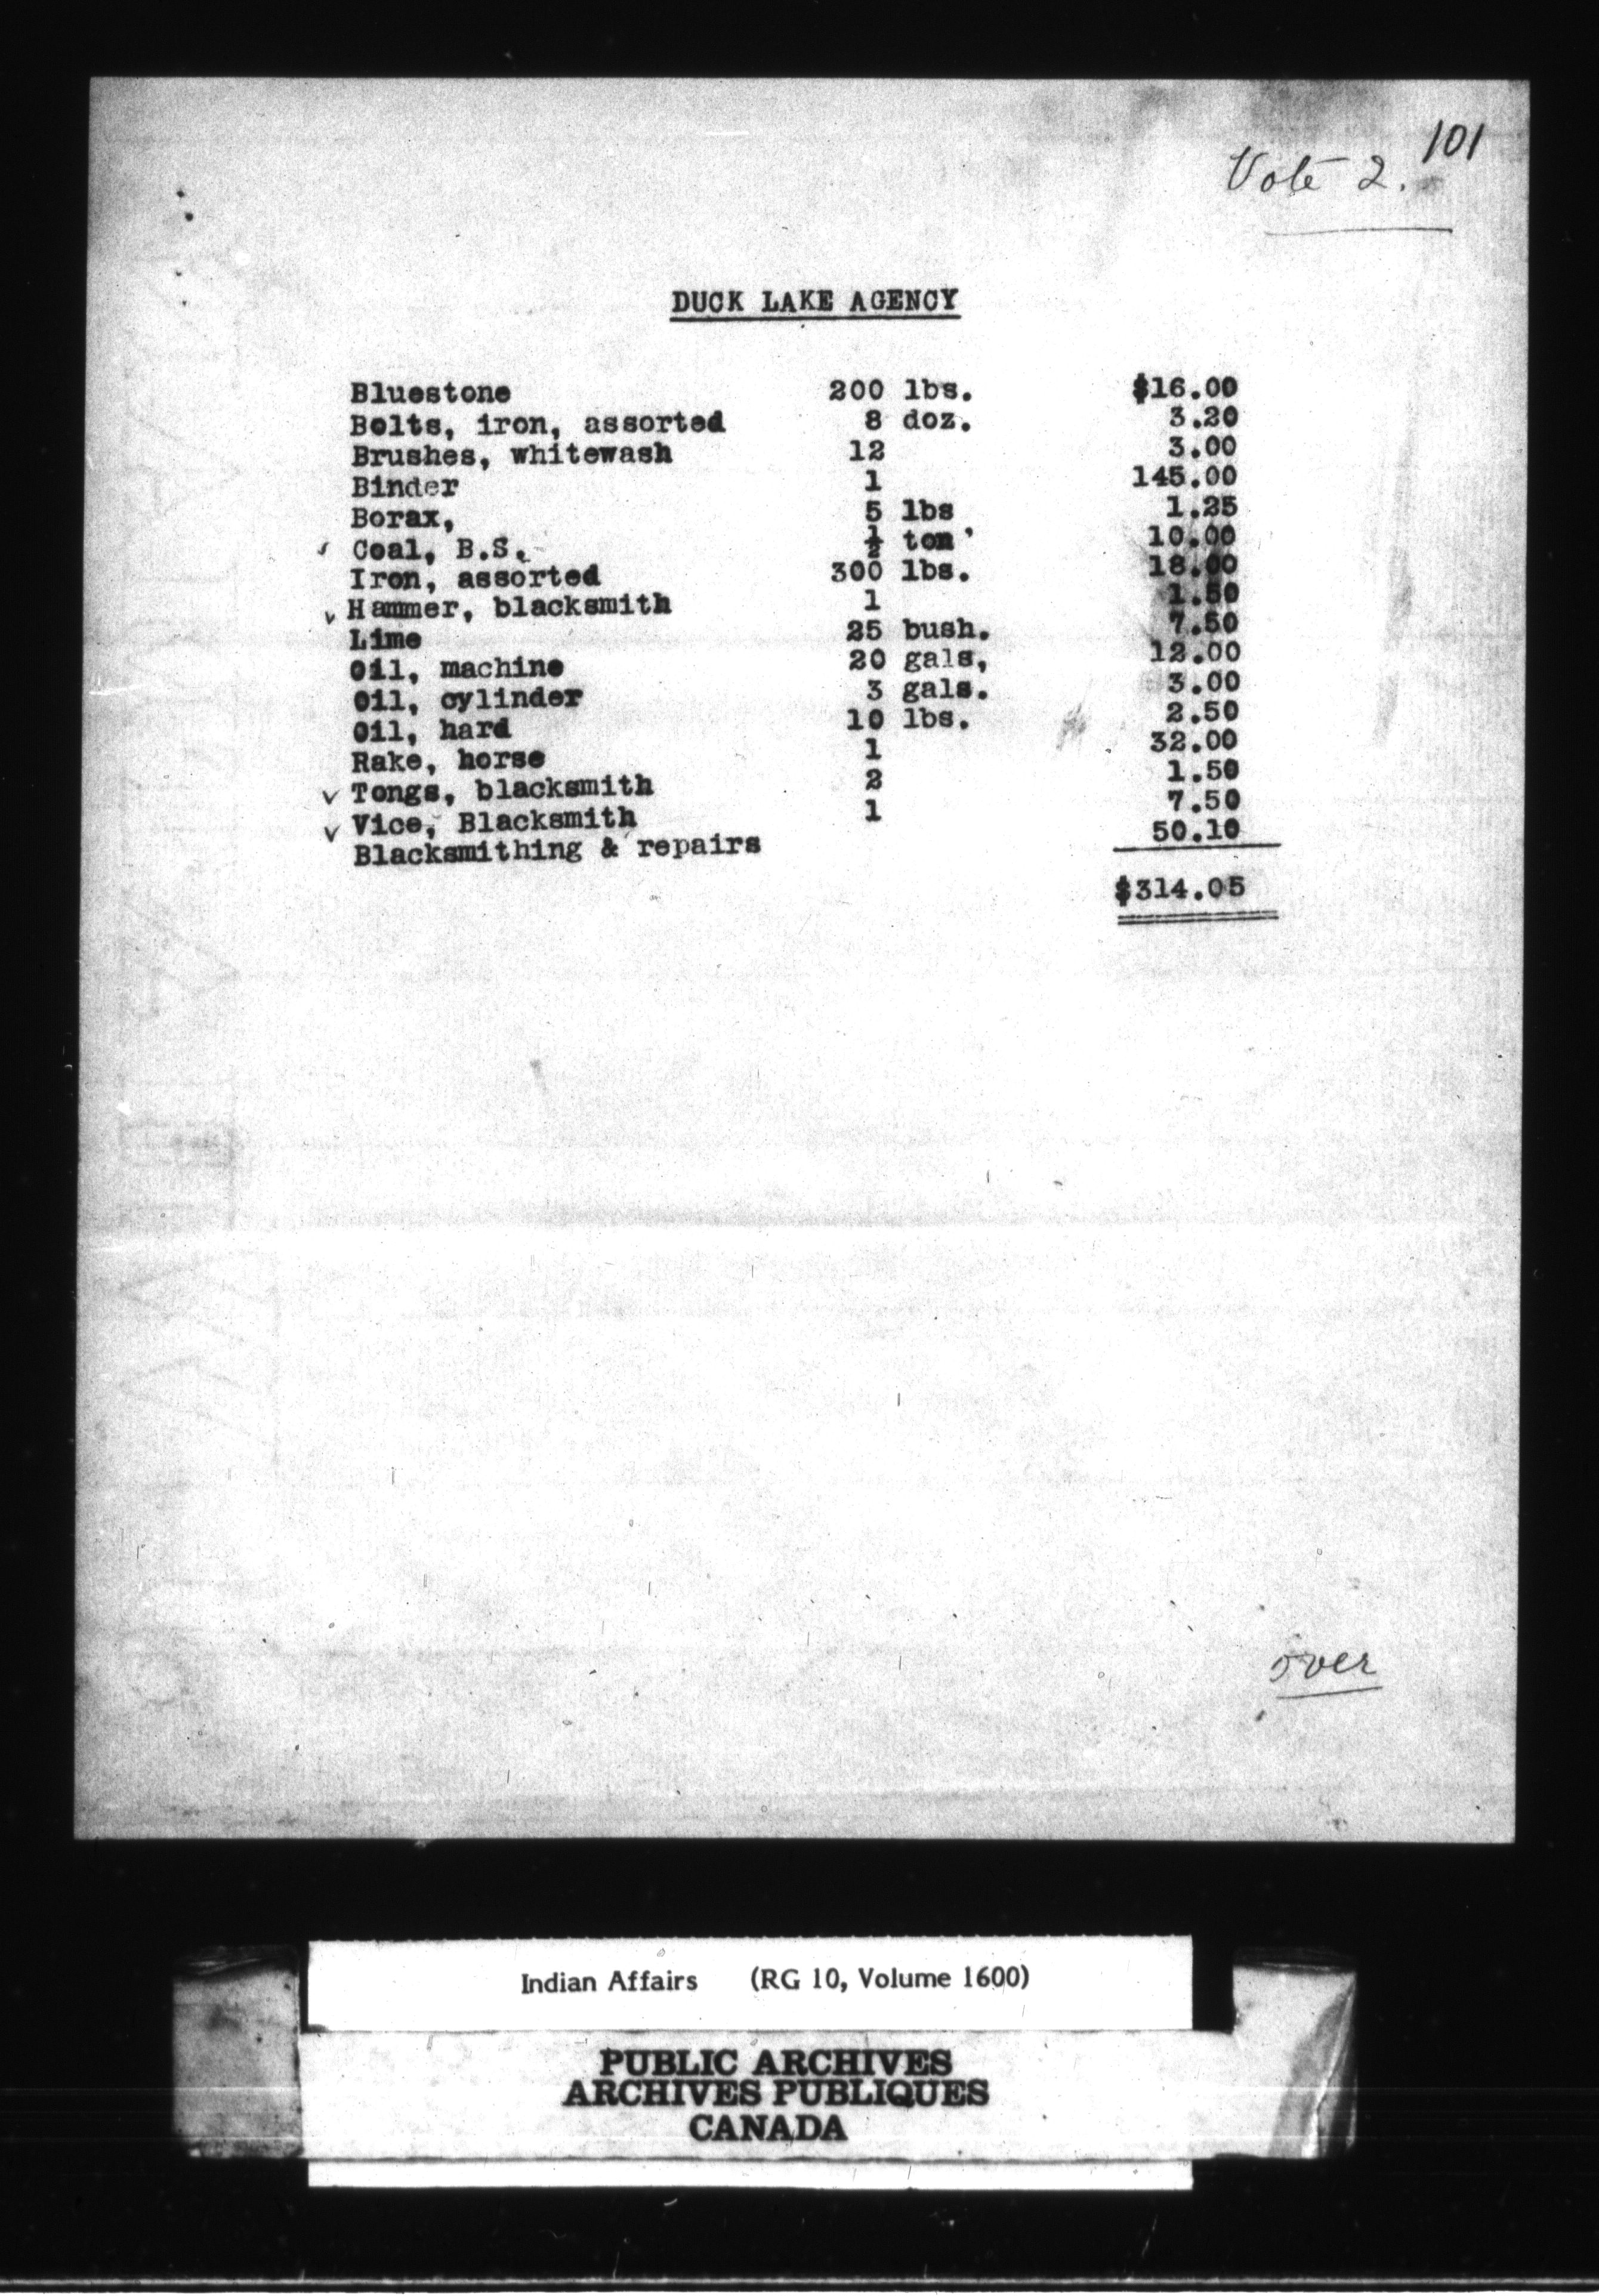 101
Vote 2.
DUCK LAKE AGENCY
Bluestone 200 lbs. $16.00
Bolts, iron, assorted 8 doz. 3.20
Brushes, whitewash 12 3.00
Binder 1 145.00
Borax, 5 lbs 1.25
Coal, B.S. ½ ton 10.00
Iron, assorted 300 lbs. 18.00
✓ Hammer, blacksmith 1 1.50
Lime 25 bush. 7.50
Oil, machine 20 gals, 12.00
Oil, cylinder 3 gals. 3.00
Oil, hard 10 lbs. 2.50
Rake, horse 1 32.00
✓ Tongs, blacksmith 2 1.50
✓ Vice, Blacksmith 1 7.50
Blacksmithing & repairs 50.10
$314.05
over
Indian Affairs (RG 10, Volume 1600)
PUBLIC ARCHIVES
ARCHIVES PUBLIQUES
CANADA